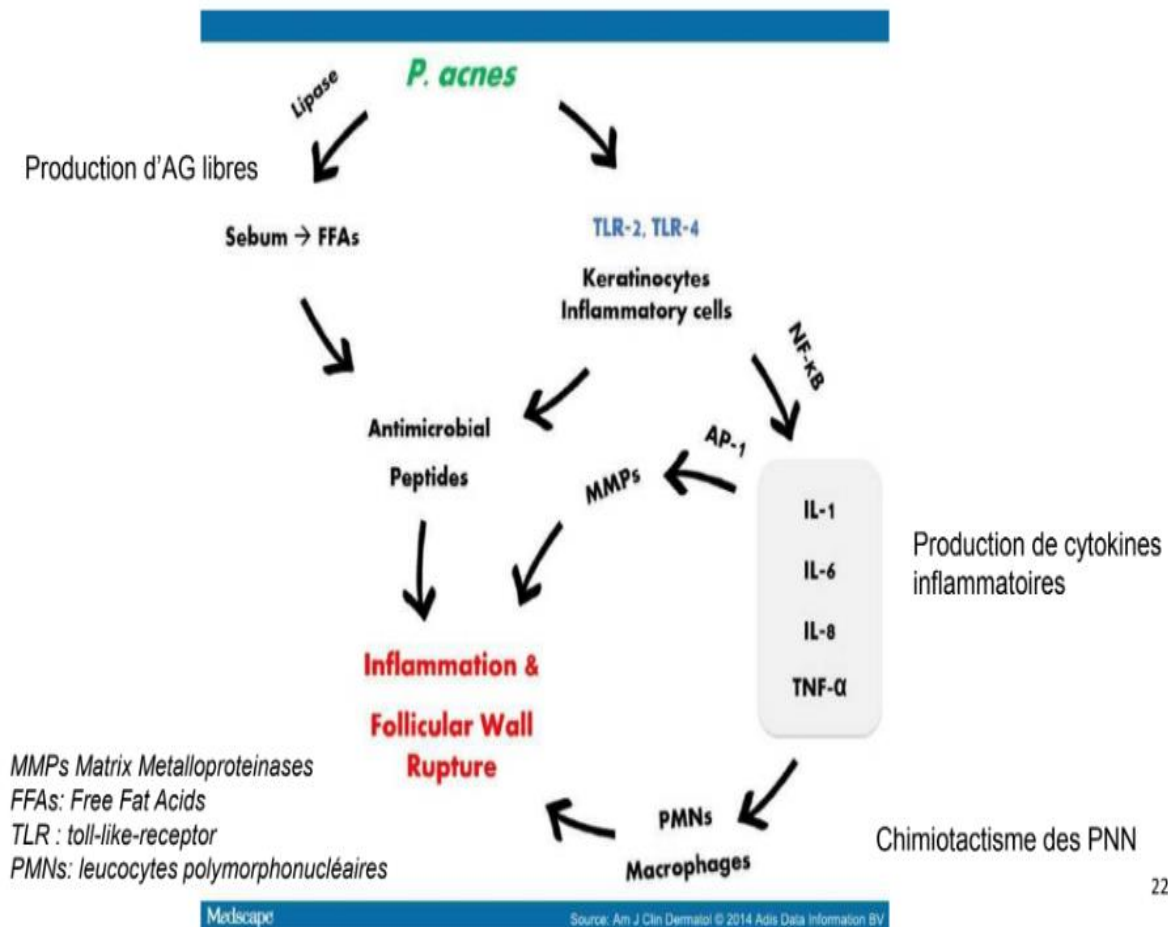 P. acnes
Lipase
Production d'AG libres
Sebum → FFAs
TLR-2, TLR-4
Keratinocytes
Inflammatory cells
NF-κB
Antimicrobial
Peptides
AP-1
MMPs
IL-1
IL-6
IL-8
TNF-α
Production de cytokines
inflammatoires
Inflammation &
Follicular Wall
Rupture
MMPs Matrix Metalloproteinases
FFAs: Free Fat Acids
TLR : toll-like-receptor
PMNs: leucocytes polymorphonucléaires
PMNs
Macrophages
Chimiotactisme des PNN
22
Medscape
Source: Am J Clin Dermatol © 2014 Adis Data Information BV